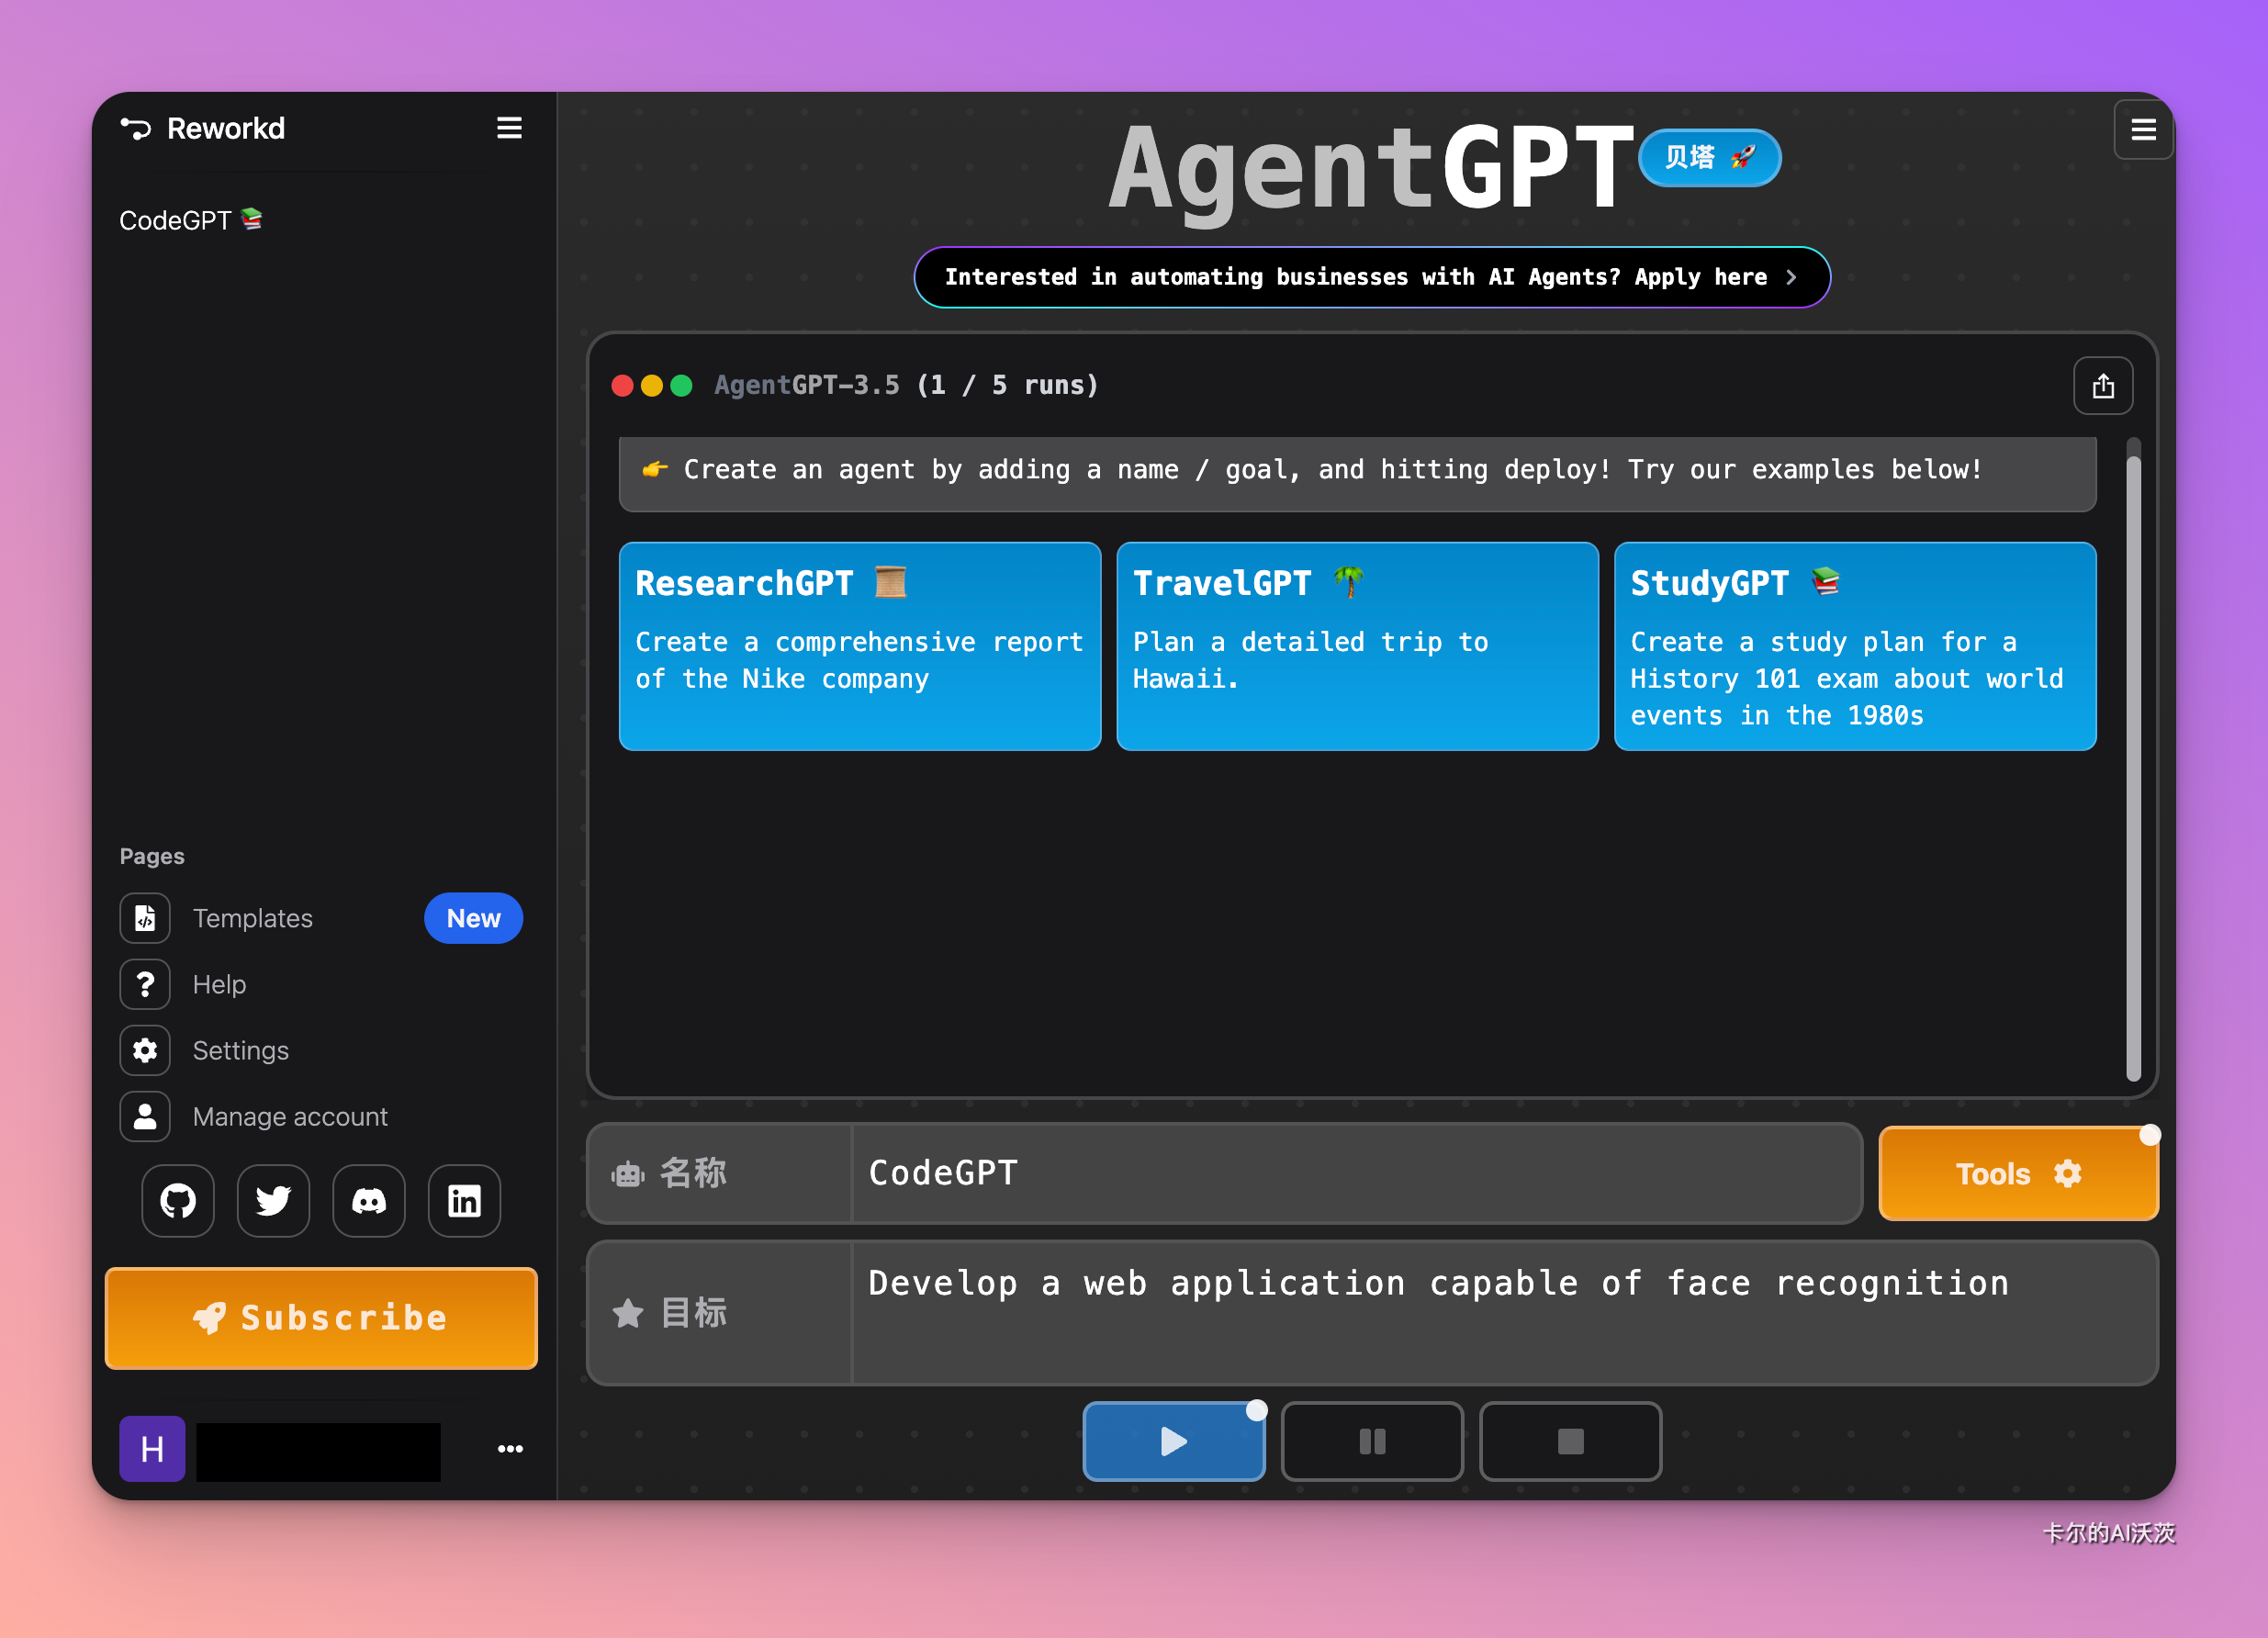 Reworkd
CodeGPT 📚
Pages
Templates
New
Help
Settings
Manage account
Subscribe
H
AgentGPT
贝塔 🚀
Interested in automating businesses with AI Agents? Apply here
AgentGPT-3.5 (1 / 5 runs)
👉 Create an agent by adding a name / goal, and hitting deploy! Try our examples below!
ResearchGPT 📜
Create a comprehensive report
of the Nike company
TravelGPT 🌴
Plan a detailed trip to
Hawaii.
StudyGPT 📚
Create a study plan for a
History 101 exam about world
events in the 1980s
名称
CodeGPT
Tools
目标
Develop a web application capable of face recognition
卡尔的AI沃茨